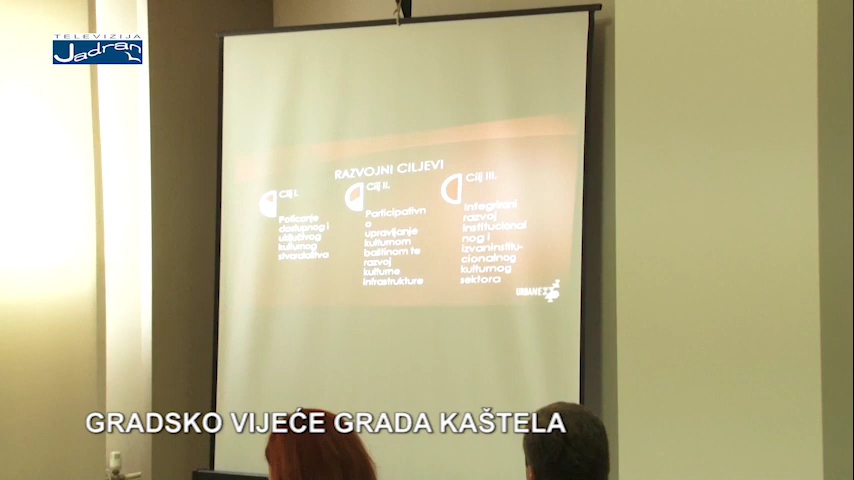 TELEVIZIJA
Jadran
RAZVOJNI CILJEVI
Cilj I.
Poticanje
dostupnog i
uključivog
kulturnog
stvaralaštva
Cilj II.
Participativn
o
upravljanje
kulturnom
baštinom te
razvoj
kulturne
infrastrukture
Cilj III.
Integrirani
razvoj
institucional
nog i
izvaninstitu-
cionalnog
kulturnog
sektora
URBANE
GRADSKO VIJEĆE GRADA KAŠTELA